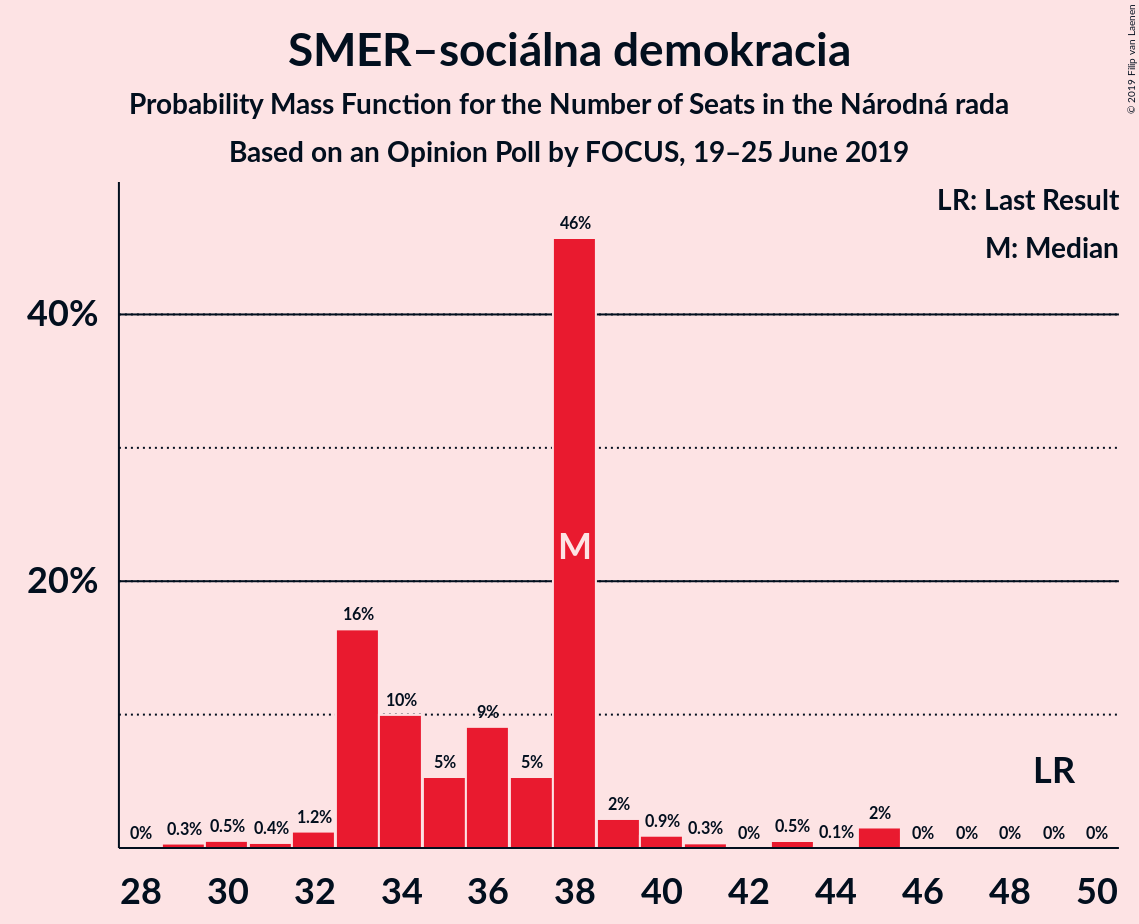 SMER–sociálna demokracia
Probability Mass Function for the Number of Seats in the Národná rada
Based on an Opinion Poll by FOCUS, 19–25 June 2019
© 2019 Filip van Laenen
LR: Last Result
M: Median
40%
20%
0%
0.3%
0.5%
0.4%
1.2%
16%
10%
5%
9%
5%
46%
M
2%
0.9%
0.3%
0%
0.5%
0.1%
2%
0%
0%
0%
0%
0%
LR
28 30 32 34 36 38 40 42 44 46 48 50